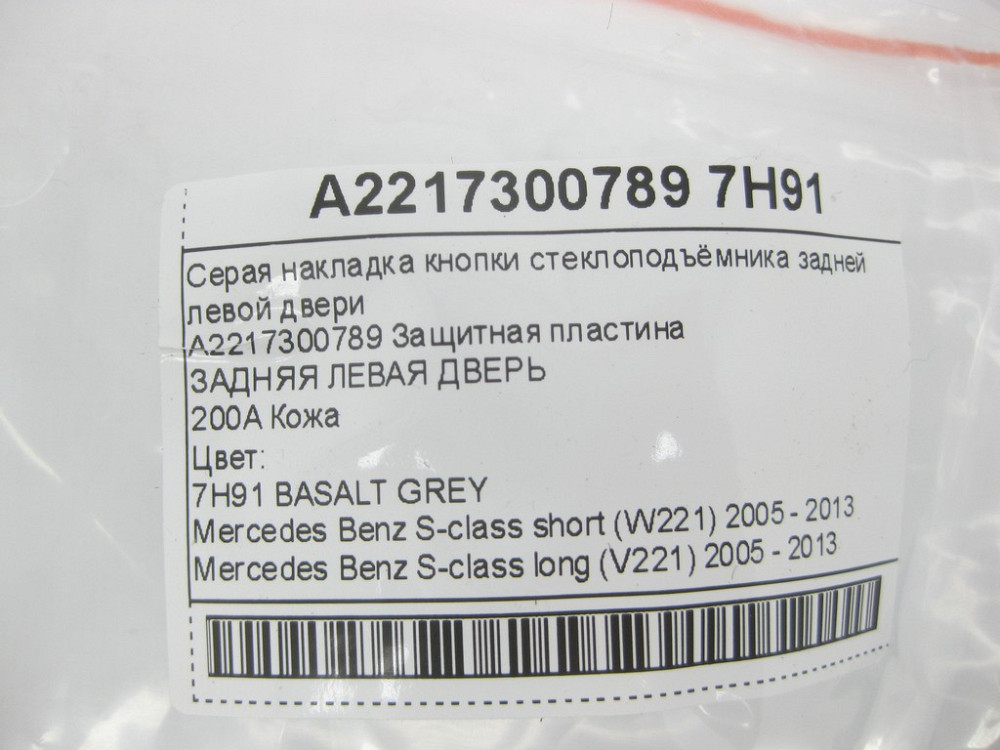 A2217300789 7H91
Серая накладка кнопки стеклоподъёмника задней
левой двери
A2217300789 Защитная пластина
ЗАДНЯЯ ЛЕВАЯ ДВЕРЬ
200A Кожа
Цвет:
7H91 BASALT GREY
Mercedes Benz S-class short (W221) 2005 - 2013
Mercedes Benz S-class long (V221) 2005 - 2013